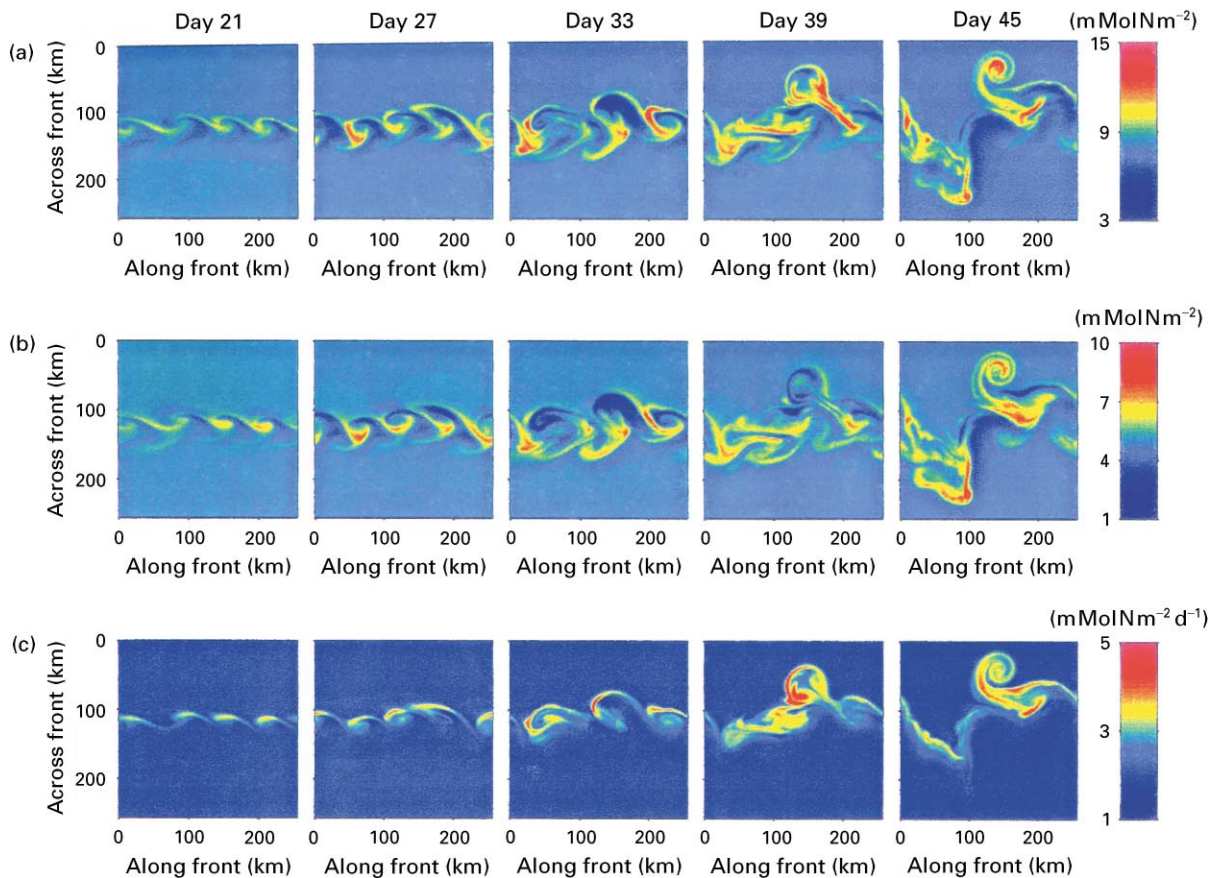 Day 21 Day 27 Day 33 Day 39 Day 45 (mMolNm⁻²)
(a)
Across front (km)
0
100
200
15
9
3
0 100 200 0 100 200 0 100 200 0 100 200 0 100 200
Along front (km) Along front (km) Along front (km) Along front (km) Along front (km)
(mMolNm⁻²)
(b)
Across front (km)
0
100
200
10
7
4
1
0 100 200 0 100 200 0 100 200 0 100 200 0 100 200
Along front (km) Along front (km) Along front (km) Along front (km) Along front (km)
(mMolNm⁻² d⁻¹)
(c)
Across front (km)
0
100
200
5
3
1
0 100 200 0 100 200 0 100 200 0 100 200 0 100 200
Along front (km) Along front (km) Along front (km) Along front (km) Along front (km)